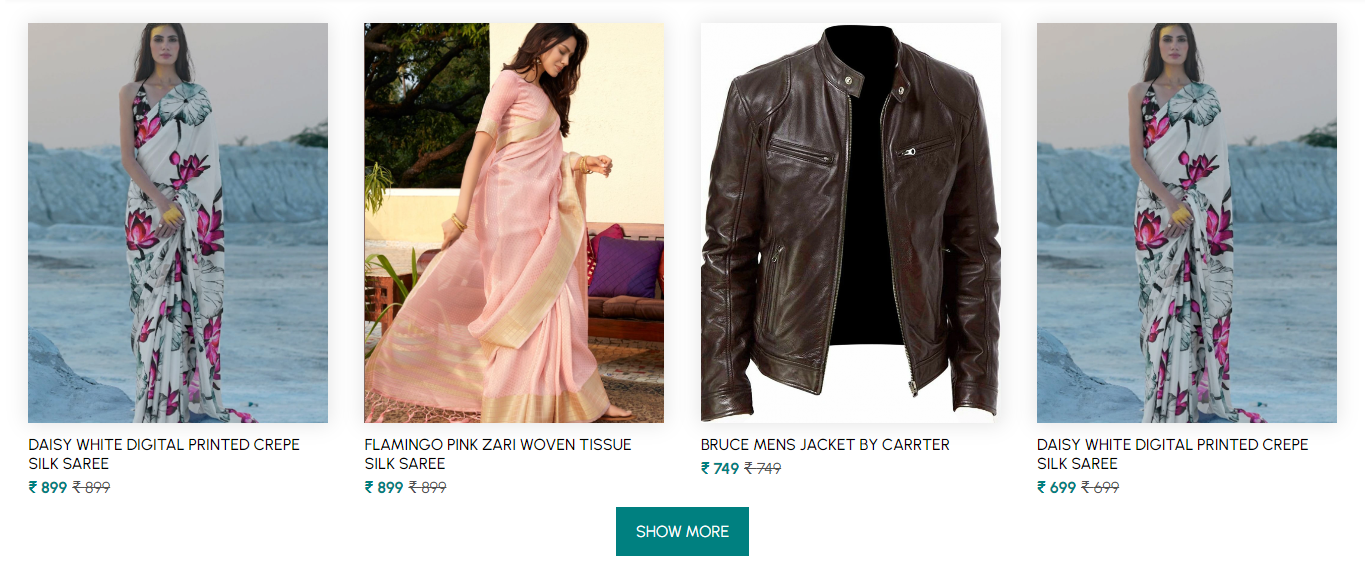 DAISY WHITE DIGITAL PRINTED CREPE
SILK SAREE
₹ 899 ₹ 899
FLAMINGO PINK ZARI WOVEN TISSUE
SILK SAREE
₹ 899 ₹ 899
BRUCE MENS JACKET BY CARRTER
₹ 749 ₹ 749
DAISY WHITE DIGITAL PRINTED CREPE
SILK SAREE
₹ 699 ₹ 699
SHOW MORE